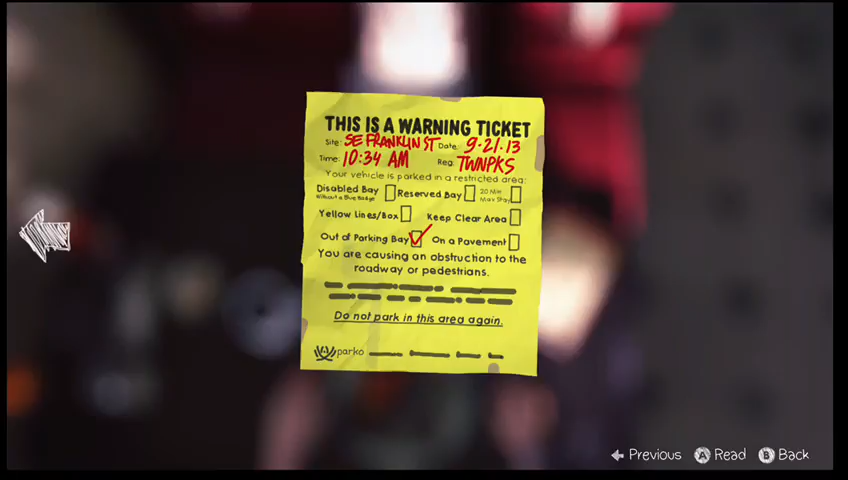 THIS IS A WARNING TICKET
Site: SE FRANKLIN ST Date: 9·21·13
Time: 10:34 AM Reg: TWNPKS
Your vehicle is parked in a restricted area:
Disabled Bay Reserved Bay 20 Min
Without a Blue Badge Max Stay
Yellow Lines/Box Keep Clear Area
Out of Parking Bay On a Pavement
You are causing an obstruction to the
roadway or pedestrians.
Do not park in this area again.
parko
Previous A Read B Back